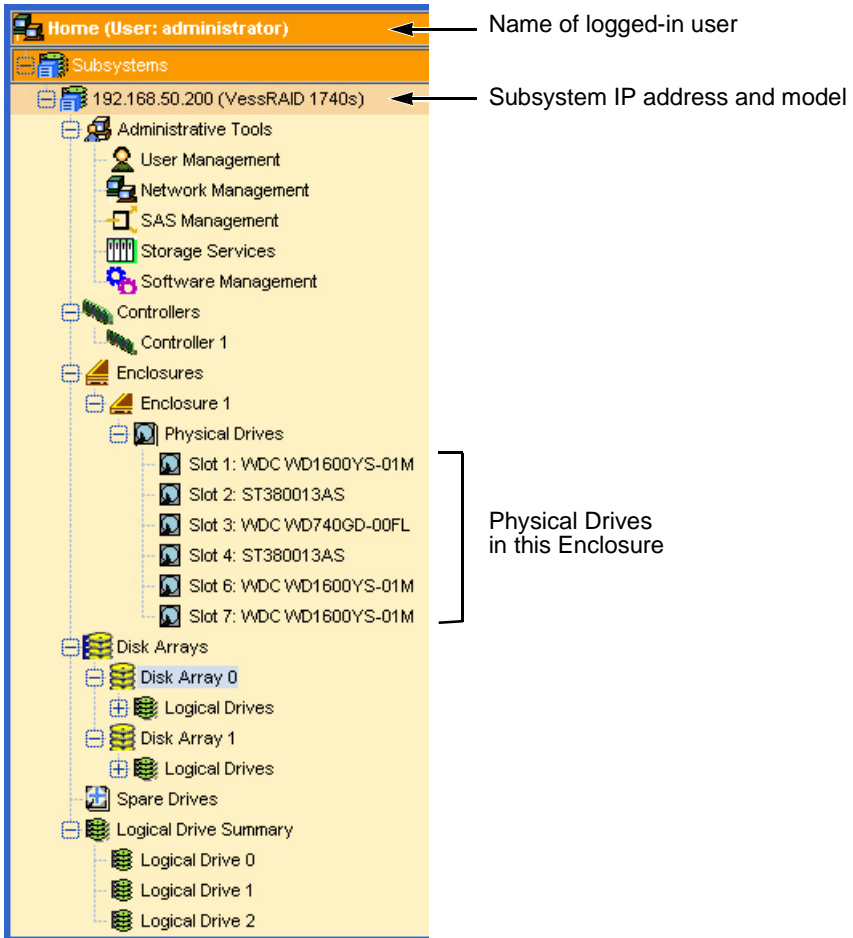 Home (User: administrator)
Name of logged-in user
Subsystems
192.168.50.200 (VessRAID 1740s)
Subsystem IP address and model
Administrative Tools
User Management
Network Management
SAS Management
Storage Services
Software Management
Controllers
Controller 1
Enclosures
Enclosure 1
Physical Drives
Slot 1: WDC WD1600YS-01M
Slot 2: ST380013AS
Slot 3: WDC WD740GD-00FL
Slot 4: ST380013AS
Slot 6: WDC WD1600YS-01M
Slot 7: WDC WD1600YS-01M
Physical Drives
in this Enclosure
Disk Arrays
Disk Array 0
Logical Drives
Disk Array 1
Logical Drives
Spare Drives
Logical Drive Summary
Logical Drive 0
Logical Drive 1
Logical Drive 2